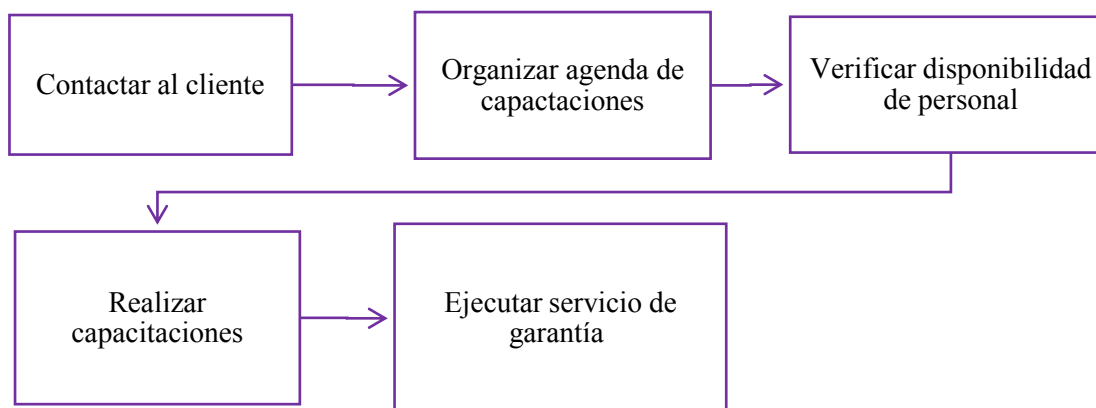 Contactar al cliente
Organizar agenda de
capactaciones
Verificar disponibilidad
de personal
Realizar
capacitaciones
Ejecutar servicio de
garantía